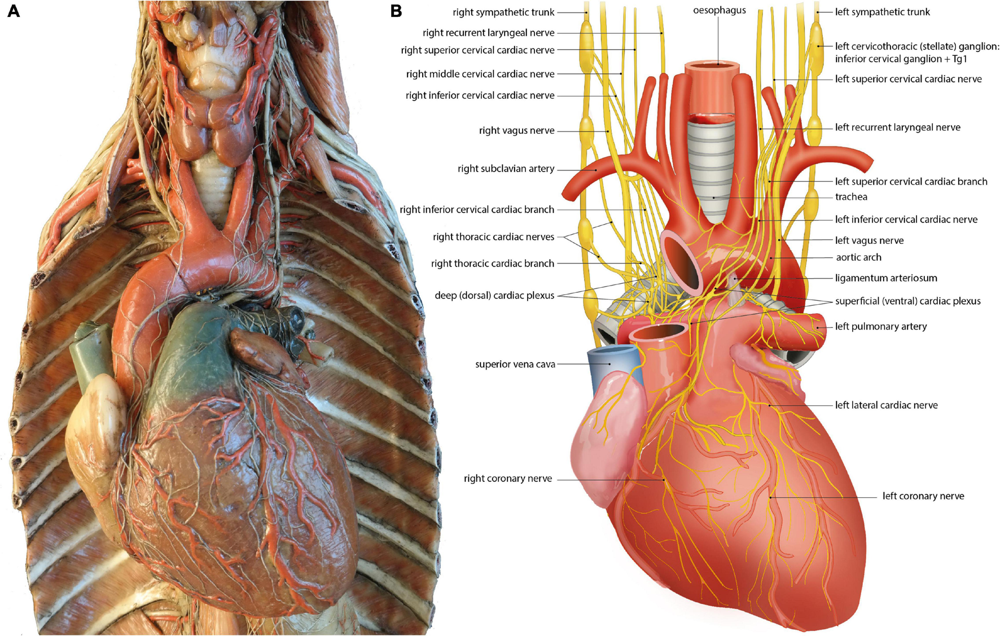 A
B
right sympathetic trunk
right recurrent laryngeal nerve
right superior cervical cardiac nerve
right middle cervical cardiac nerve
right inferior cervical cardiac nerve
right vagus nerve
right subclavian artery
right inferior cervical cardiac branch
right thoracic cardiac nerves
right thoracic cardiac branch
deep (dorsal) cardiac plexus
superior vena cava
right coronary nerve
oesophagus
left sympathetic trunk
left cervicothoracic (stellate) ganglion:
inferior cervical ganglion + Tg1
left superior cervical cardiac nerve
left recurrent laryngeal nerve
left superior cervical cardiac branch
trachea
left inferior cervical cardiac nerve
left vagus nerve
aortic arch
ligamentum arteriosum
superficial (ventral) cardiac plexus
left pulmonary artery
left lateral cardiac nerve
left coronary nerve